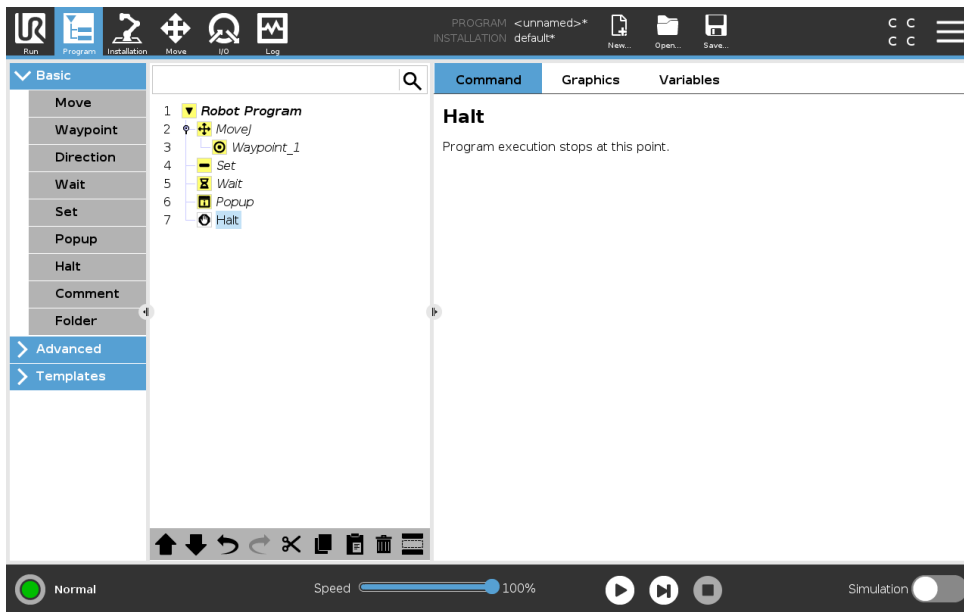 PROGRAM <unnamed>*
INSTALLATION default*
Run
Program
Installation
Move
I/O
Log
New...
Open...
Save...
C C
C C
Basic
Move
Waypoint
Direction
Wait
Set
Popup
Halt
Comment
Folder
Advanced
Templates
1 Robot Program
2 MoveJ
3 Waypoint_1
4 Set
5 Wait
6 Popup
7 Halt
Command Graphics Variables
Halt
Program execution stops at this point.
Normal
Speed 100%
Simulation